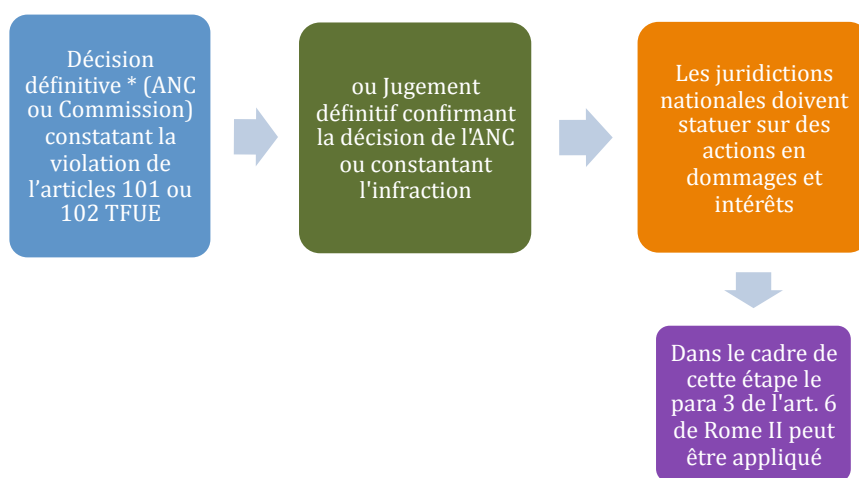 Décision
définitive * (ANC
ou Commission)
constatant la
violation de
l’articles 101 ou
102 TFUE
ou Jugement
définitif confirmant
la décision de l'ANC
ou constantant
l'infraction
Les juridictions
nationales doivent
statuer sur des
actions en
dommages et
intérêts
Dans le cadre de
cette étape le
para 3 de l'art. 6
de Rome II peut
être appliqué